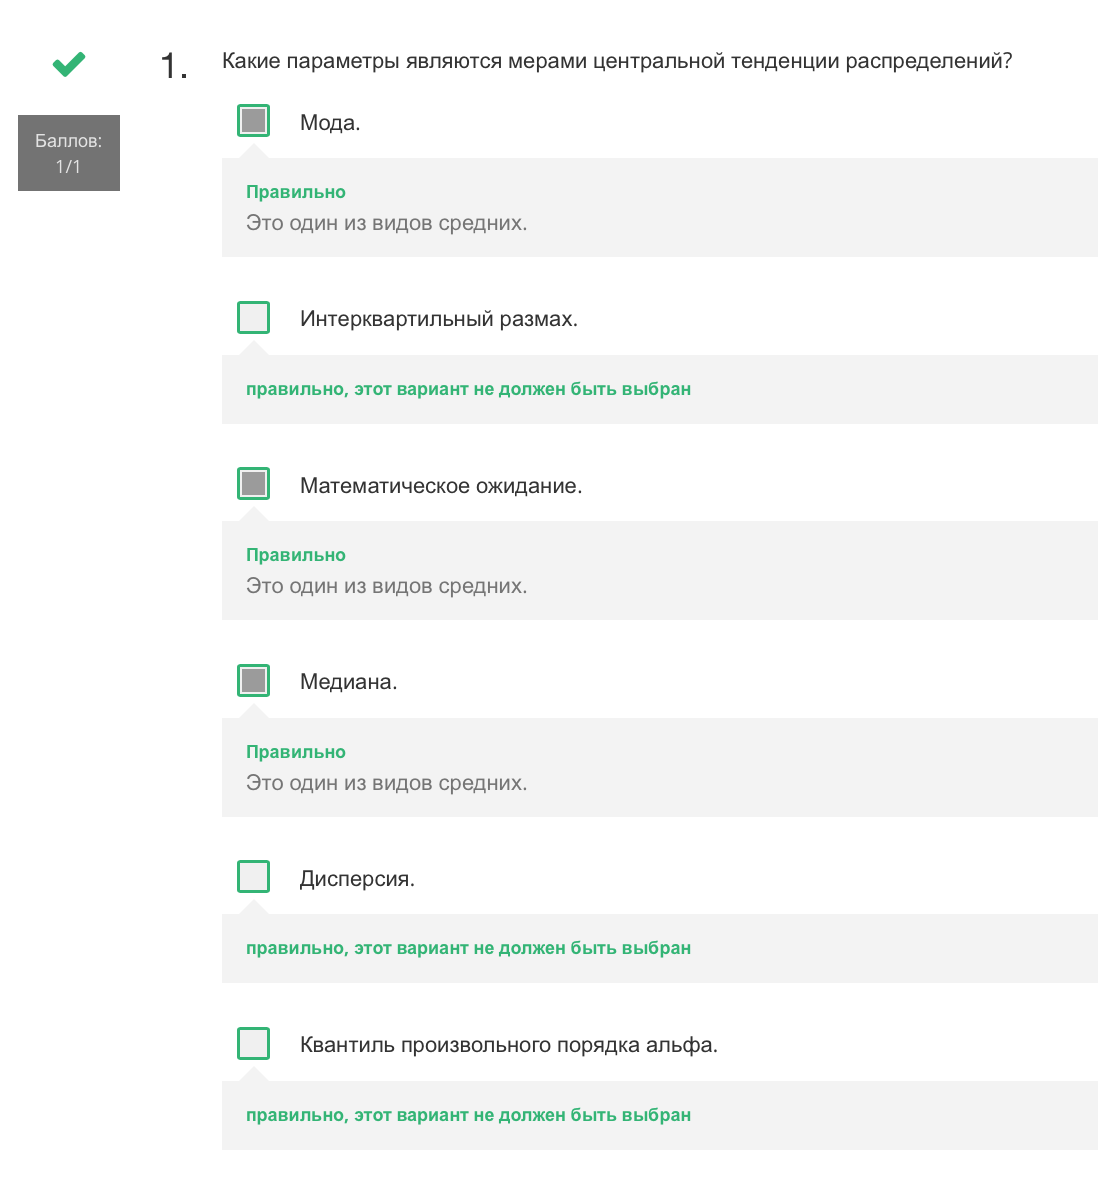 1. Какие параметры являются мерами центральной тенденции распределений?
Баллов:
1/1
Мода.
Правильно
Это один из видов средних.
Интерквартильный размах.
правильно, этот вариант не должен быть выбран
Математическое ожидание.
Правильно
Это один из видов средних.
Медиана.
Правильно
Это один из видов средних.
Дисперсия.
правильно, этот вариант не должен быть выбран
Квантиль произвольного порядка альфа.
правильно, этот вариант не должен быть выбран